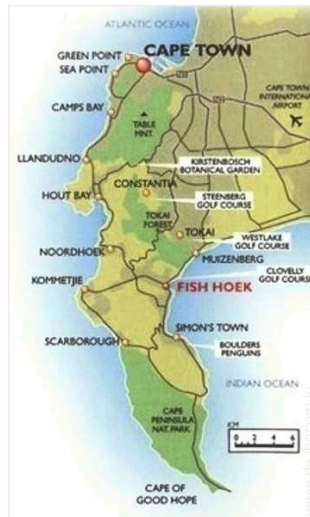 ATLANTIC OCEAN
GREEN POINT
CAPE TOWN
SEA POINT
CAPE TOWN
INTERNATIONA
AIRPORT
CAMPS BAY
TABLE
MNT.
LLANDUDNO
KIRSTENBOSCH
BOTANICAL GARDEN
CONSTANTIA
HOUT BAY
STEENBERG
GOLF COURSE
TOKAI
FOREST
TOKAI
WESTLAKE
GOLF COURSE
NOORDHOEK
MUIZENBERG
CLOVELLY
GOLF COURS
KOMMETJIE
FISH HOEK
SIMON'S TOWN
SCARBOROUGH
BOULDERS
PENGUINS
INDIAN OCEAN
CAPE
PENINSULA
NAT. PARK
KM
0 2 4 6
CAPE OF
GOOD HOPE